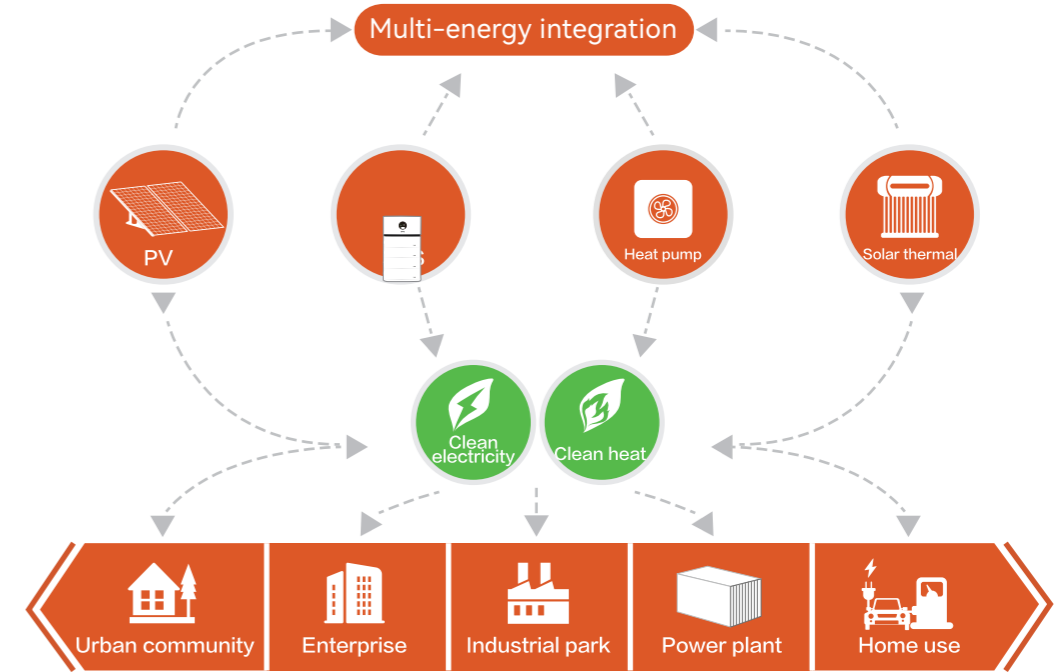 Multi-energy integration
PV
S
Heat pump
Solar thermal
Clean
electricity
Clean heat
Urban community
Enterprise
Industrial park
Power plant
Home use